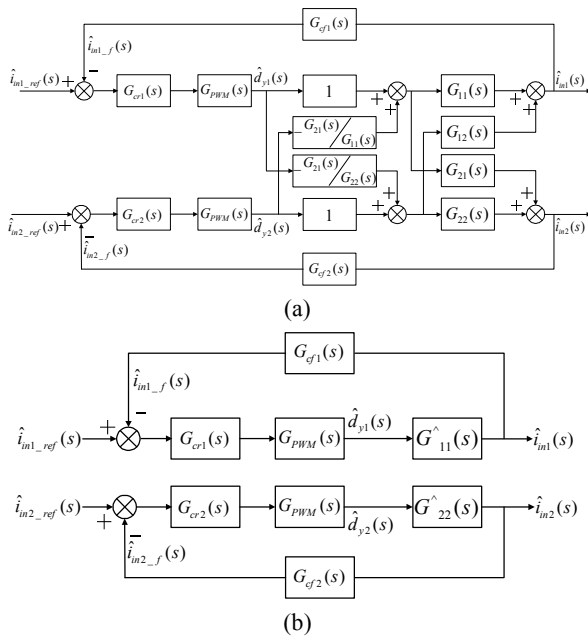 G_cf1(s)
î_in1_f(s)
î_in1_ref(s) + − G_cr1(s) G_PWM(s) d̂_y1(s) 1 + + G_11(s) + + î_in1(s)
−G_21(s)/G_11(s) G_12(s)
−G_21(s)/G_22(s) G_21(s)
î_in2_ref(s) + − G_cr2(s) G_PWM(s) d̂_y2(s) 1 + + G_22(s) + + î_in2(s)
î_in2_f(s)
G_cf2(s)
(a)
G_cf1(s)
î_in1_f(s)
î_in1_ref(s) + − G_cr1(s) G_PWM(s) d̂_y1(s) G^_11(s) î_in1(s)
î_in2_ref(s) + − G_cr2(s) G_PWM(s) d̂_y2(s) G^_22(s) î_in2(s)
î_in2_f(s)
G_cf2(s)
(b)